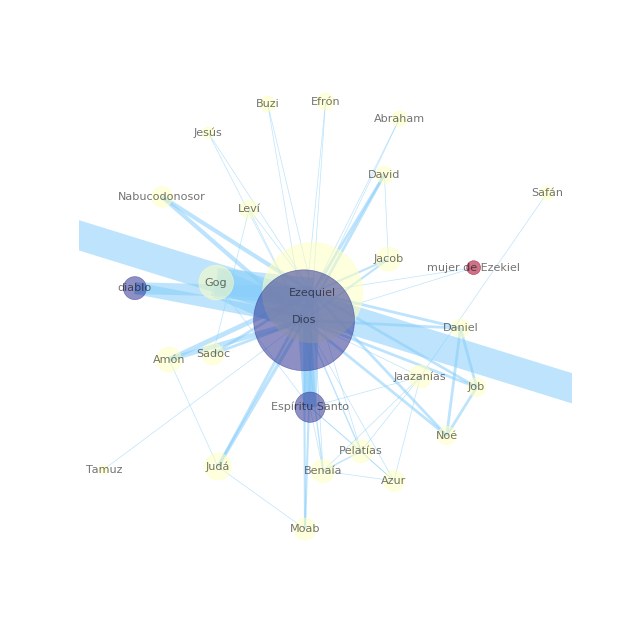 Buzi
Efrón
Abraham
Jesús
David
Safán
Nabucodonosor
Leví
Jacob
mujer de Ezekiel
Gog
diablo
Ezequiel
Dios
Daniel
Sadoc
Amón
Jaazanías
Job
Espíritu Santo
Noé
Pelatías
Tamuz
Judá
Benaía
Azur
Moab